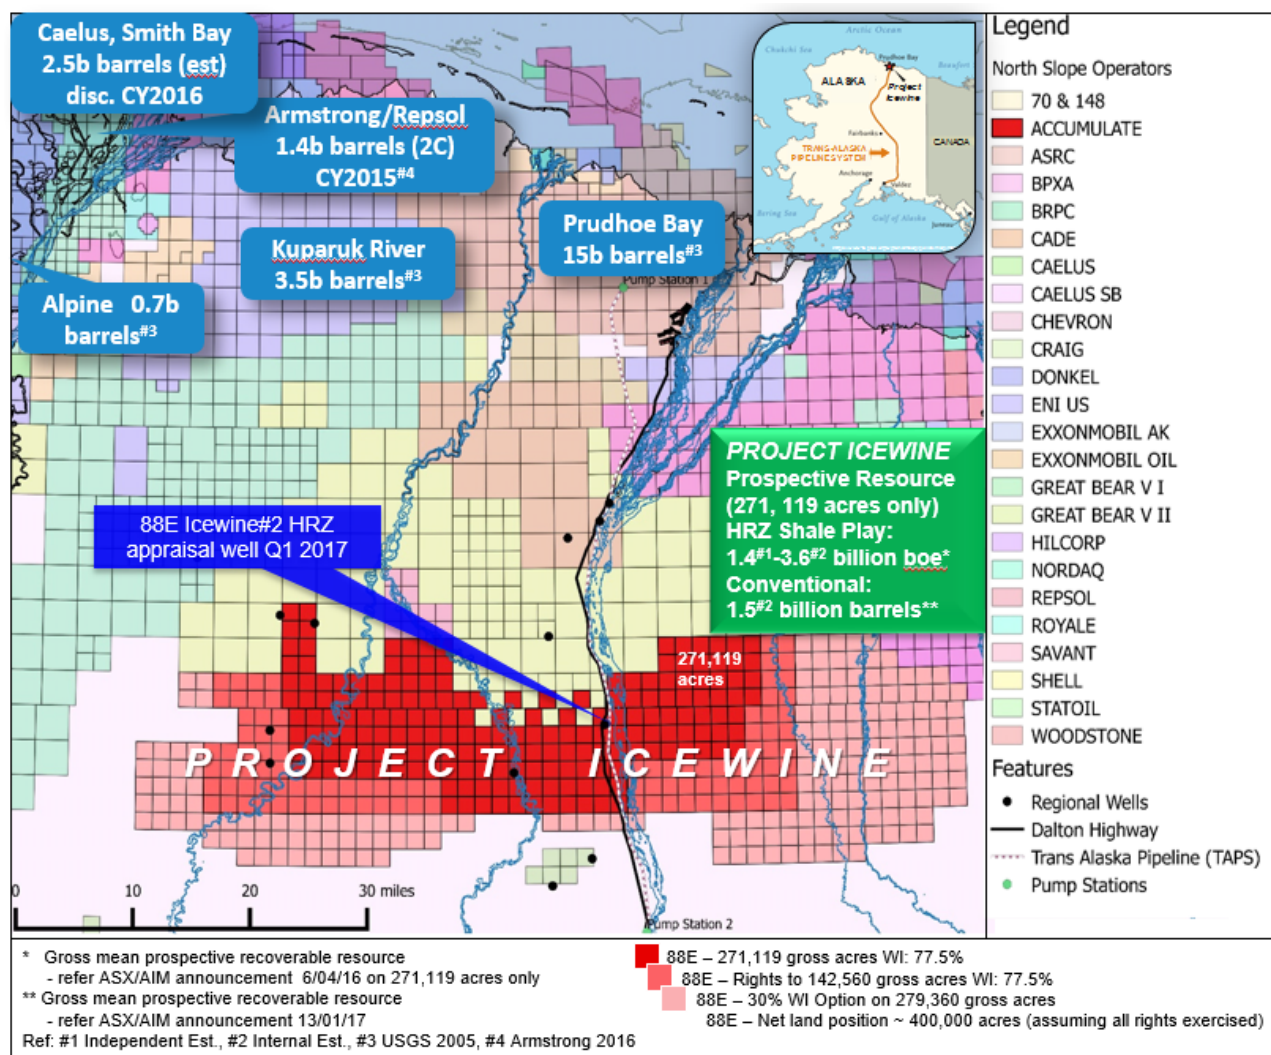 Caelus, Smith Bay
2.5b barrels (est)
disc. CY2016
Armstrong/Repsol
1.4b barrels (2C)
CY2015#4
Kuparuk River
3.5b barrels#3
Prudhoe Bay
15b barrels#3
Alpine 0.7b
barrels#3
Pump Station 1
Arctic Ocean
Chukchi Sea
Beaufort
Prudhoe Bay
ALASKA
Project
Icewine
Fairbanks
CANADA
TRANS-ALASKA
PIPELINE SYSTEM
Anchorage
Valdez
Bering Sea
Gulf of Alaska
Juneau
PROJECT ICEWINE
Prospective Resource
(271, 119 acres only)
HRZ Shale Play:
1.4#1-3.6#2 billion boe*
Conventional:
1.5#2 billion barrels**
88E Icewine#2 HRZ
appraisal well Q1 2017
271,119
acres
PROJECT ICEWINE
0 10 20 30 miles
Pump Station 2
Legend
North Slope Operators
70 & 148
ACCUMULATE
ASRC
BPXA
BRPC
CADE
CAELUS
CAELUS SB
CHEVRON
CRAIG
DONKEL
ENI US
EXXONMOBIL AK
EXXONMOBIL OIL
GREAT BEAR V I
GREAT BEAR V II
HILCORP
NORDAQ
REPSOL
ROYALE
SAVANT
SHELL
STATOIL
WOODSTONE
Features
Regional Wells
Dalton Highway
Trans Alaska Pipeline (TAPS)
Pump Stations
* Gross mean prospective recoverable resource
- refer ASX/AIM announcement 6/04/16 on 271,119 acres only
** Gross mean prospective recoverable resource
- refer ASX/AIM announcement 13/01/17
Ref: #1 Independent Est., #2 Internal Est., #3 USGS 2005, #4 Armstrong 2016
88E – 271,119 gross acres WI: 77.5%
88E – Rights to 142,560 gross acres WI: 77.5%
88E – 30% WI Option on 279,360 gross acres
88E – Net land position ~ 400,000 acres (assuming all rights exercised)